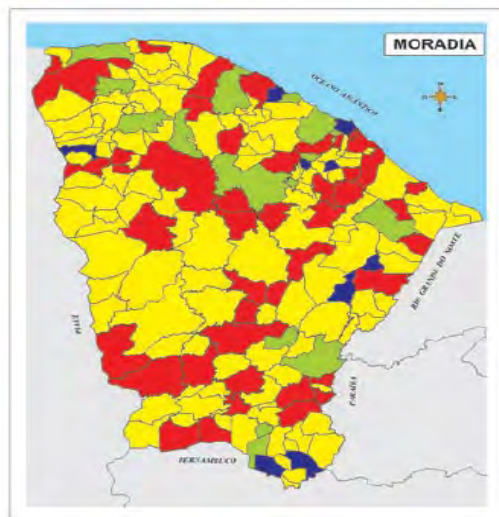 MORADIA
OCEANO ATLÂNTICO
N
RIO GRANDE DO NORTE
PIAUÍ
PARAÍBA
PERNAMBUCO